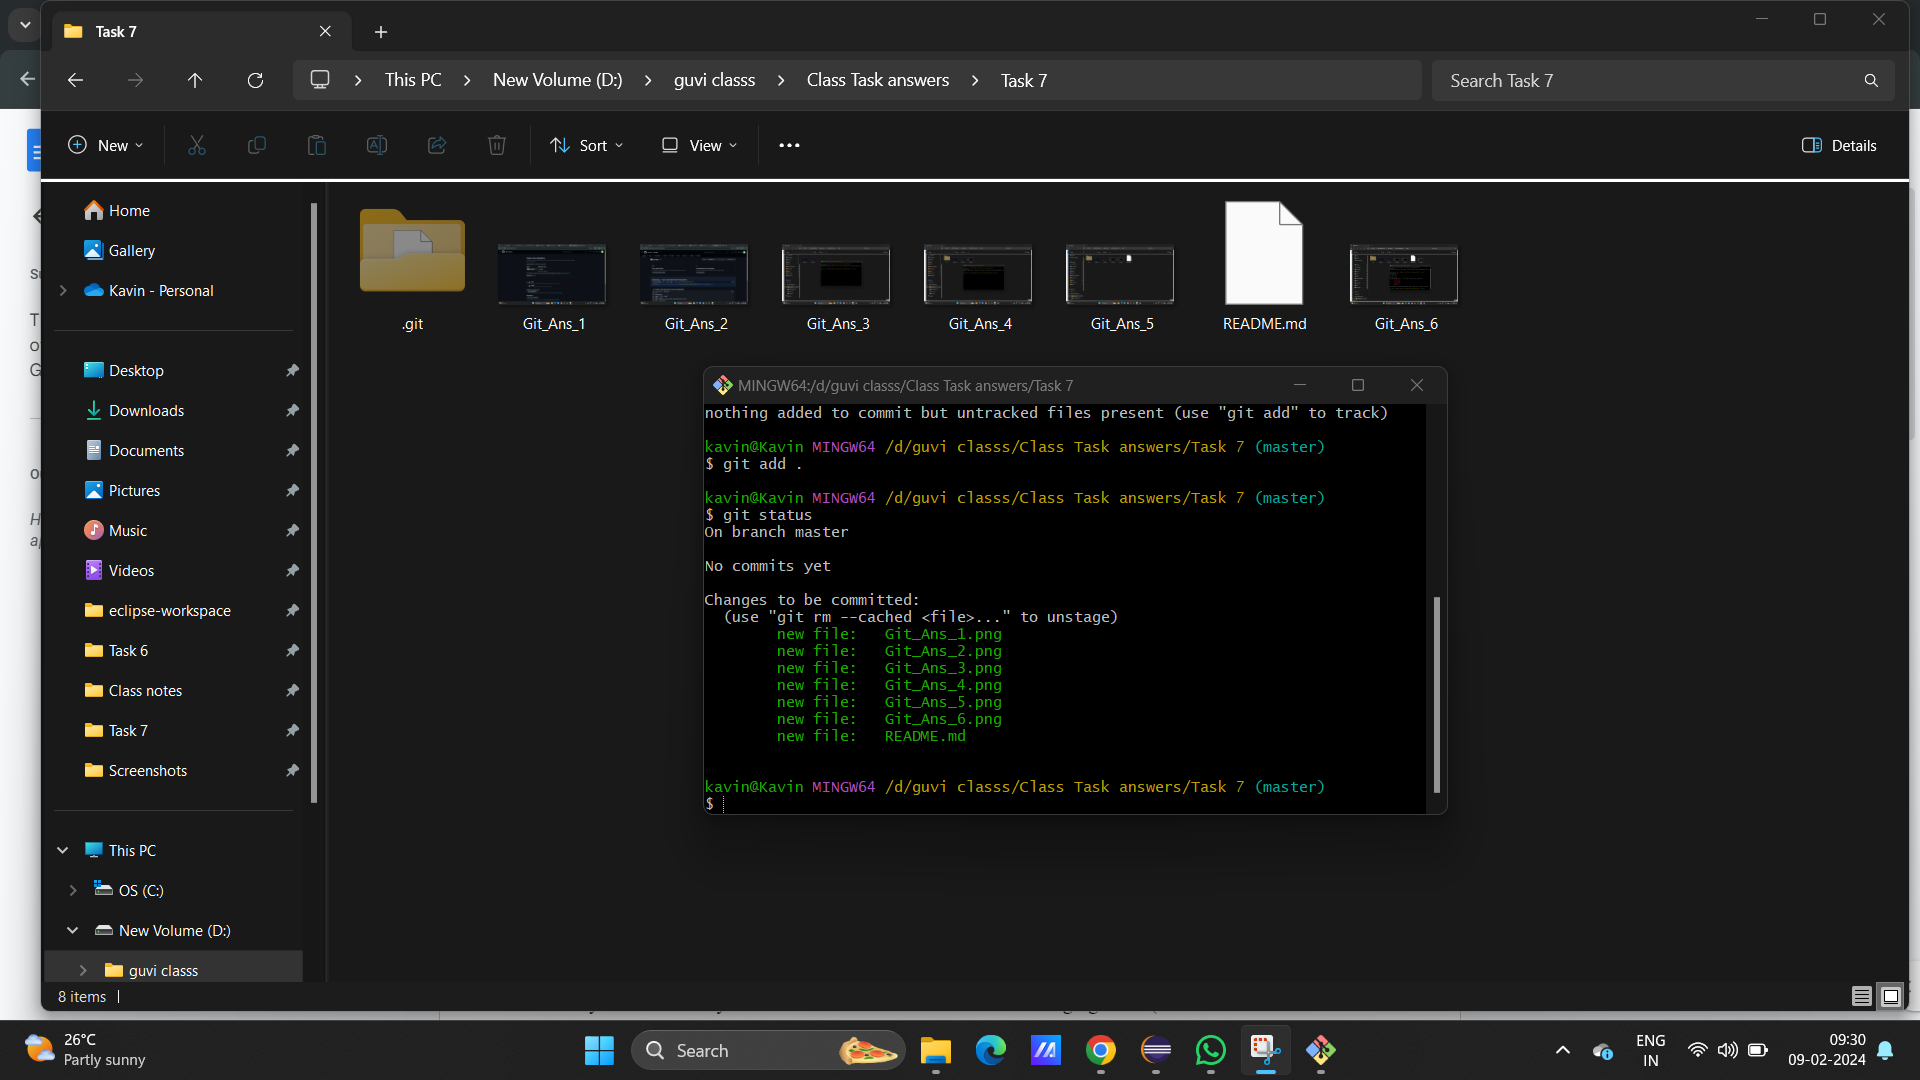 Task 7
This PC
New Volume (D:)
guvi classs
Class Task answers
Task 7
Search Task 7
New
Sort
View
Details
Home
Gallery
Kavin - Personal
Desktop
Downloads
Documents
Pictures
Music
Videos
eclipse-workspace
Task 6
Class notes
Task 7
Screenshots
This PC
OS (C:)
New Volume (D:)
guvi classs
8 items
.git
Git_Ans_1
Git_Ans_2
Git_Ans_3
Git_Ans_4
Git_Ans_5
README.md
Git_Ans_6
MINGW64:/d/guvi classs/Class Task answers/Task 7
nothing added to commit but untracked files present (use "git add" to track)
kavin@Kavin MINGW64 /d/guvi classs/Class Task answers/Task 7 (master)
$ git add .
kavin@Kavin MINGW64 /d/guvi classs/Class Task answers/Task 7 (master)
$ git status
On branch master
No commits yet
Changes to be committed:
(use "git rm --cached <file>..." to unstage)
new file: Git_Ans_1.png
new file: Git_Ans_2.png
new file: Git_Ans_3.png
new file: Git_Ans_4.png
new file: Git_Ans_5.png
new file: Git_Ans_6.png
new file: README.md
kavin@Kavin MINGW64 /d/guvi classs/Class Task answers/Task 7 (master)
$
26°C
Partly sunny
Search
ENG
IN
09:30
09-02-2024